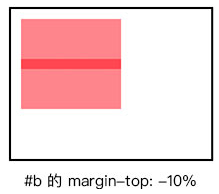 #b 的 margin-top: -10%